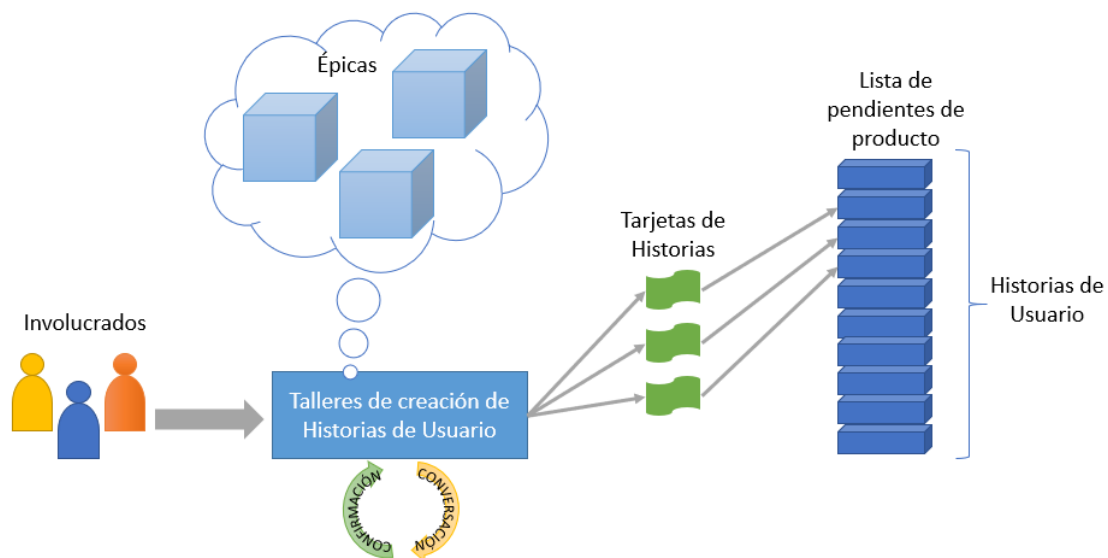 Épicas
Lista de
pendientes de
producto
Tarjetas de
Historias
Historias de
Usuario
Involucrados
Talleres de creación de
Historias de Usuario
CONFIRMACIÓN
CONVERSACIÓN